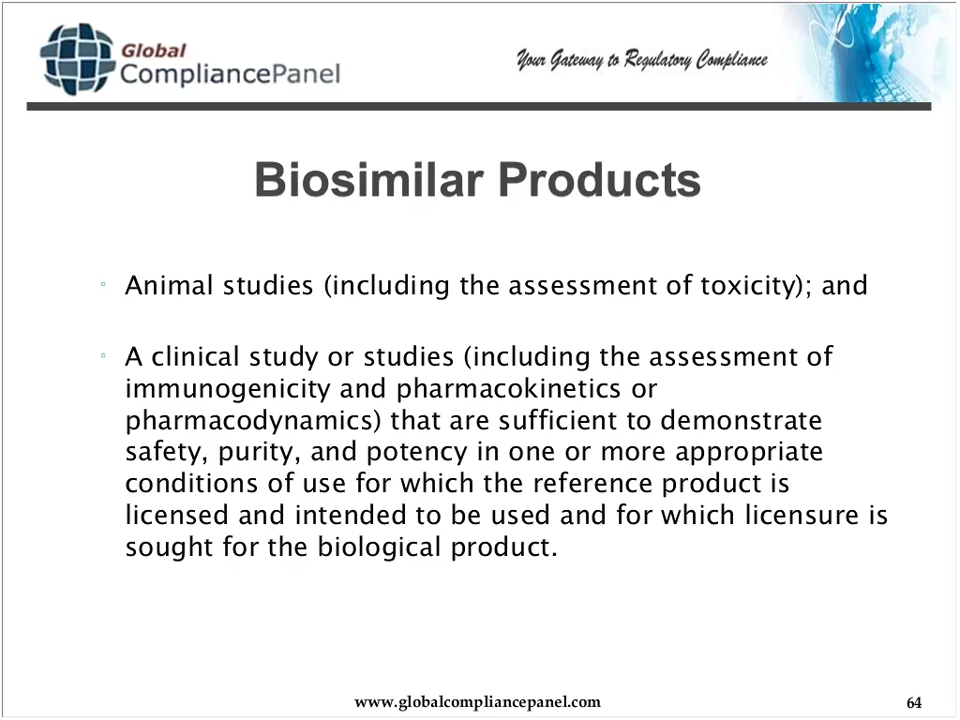 Global
CompliancePanel
Your Gateway to Regulatory Compliance
Biosimilar Products
Animal studies (including the assessment of toxicity); and
A clinical study or studies (including the assessment of
immunogenicity and pharmacokinetics or
pharmacodynamics) that are sufficient to demonstrate
safety, purity, and potency in one or more appropriate
conditions of use for which the reference product is
licensed and intended to be used and for which licensure is
sought for the biological product.
www.globalcompliancepanel.com
64